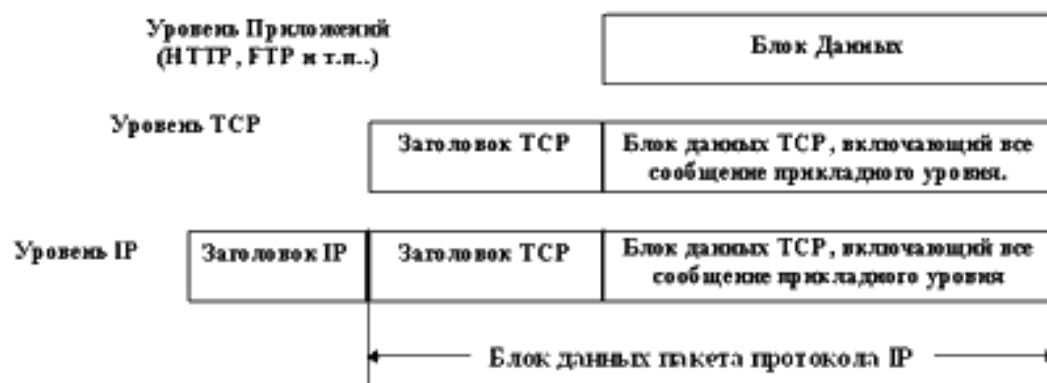 Уровень Приложений
(HTTP, FTP и т.п..)
Блок Данных
Уровень TCP
Заголовок TCP
Блок данных TCP, включающий все
сообщение прикладного уровня.
Уровень IP
Заголовок IP
Заголовок TCP
Блок данных TCP, включающий все
сообщение прикладного уровня
Блок данных пакета протокола IP